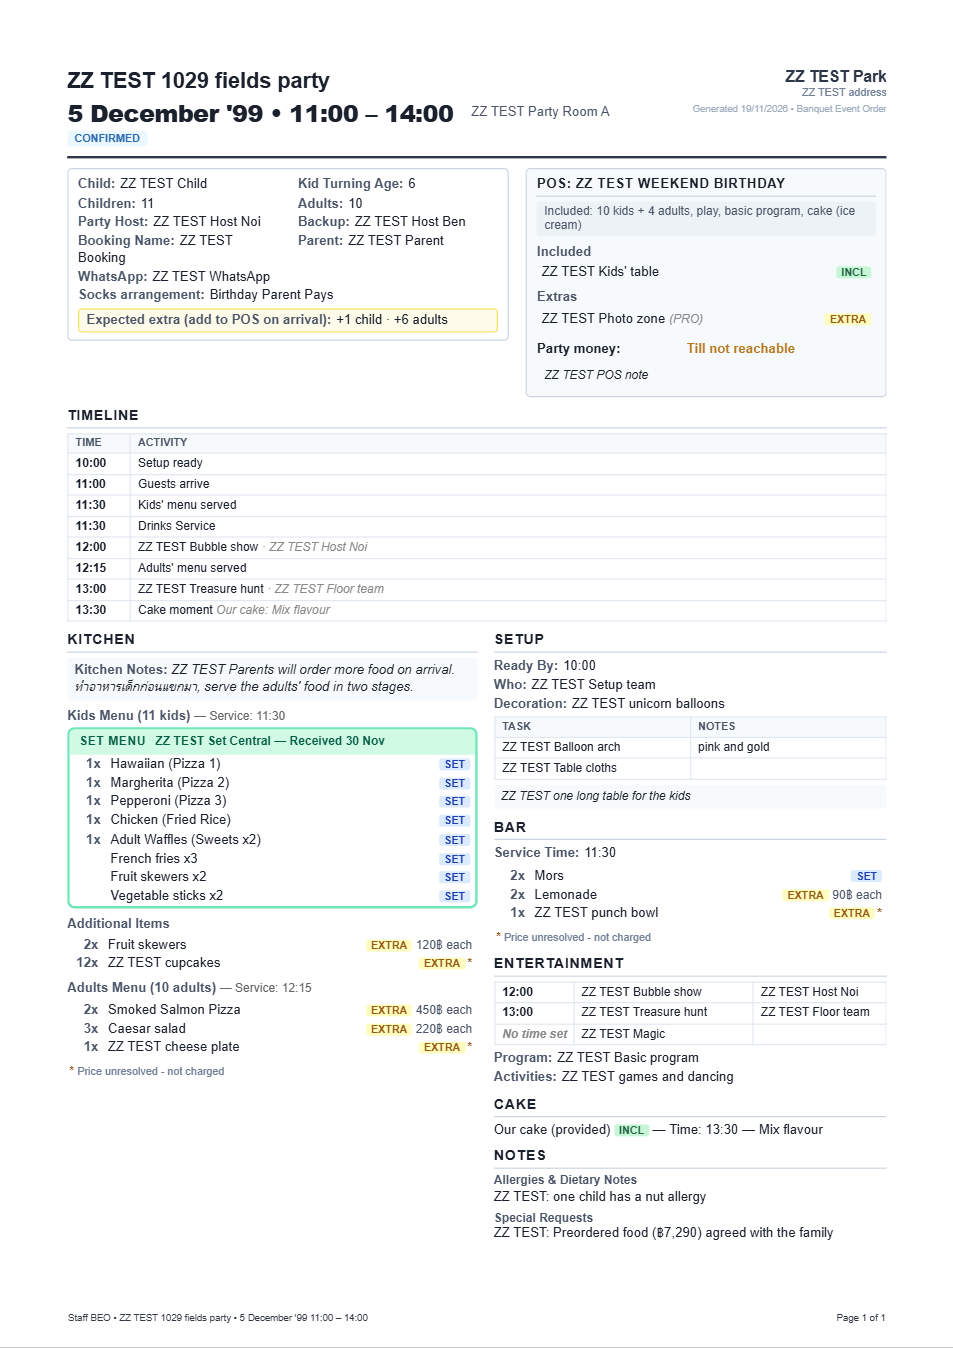 ZZ TEST 1029 fields party
5 December '99 • 11:00 – 14:00
ZZ TEST Party Room A
CONFIRMED
ZZ TEST Park
ZZ TEST address
Generated 19/11/2026 • Banquet Event Order
Child: ZZ TEST Child
Kid Turning Age: 6
Children: 11
Adults: 10
Party Host: ZZ TEST Host Noi
Backup: ZZ TEST Host Ben
Booking Name: ZZ TEST
Booking
Parent: ZZ TEST Parent
WhatsApp: ZZ TEST WhatsApp
Socks arrangement: Birthday Parent Pays
Expected extra (add to POS on arrival): +1 child · +6 adults
POS: ZZ TEST WEEKEND BIRTHDAY
Included: 10 kids + 4 adults, play, basic program, cake (ice
cream)
Included
ZZ TEST Kids' table INCL
Extras
ZZ TEST Photo zone (PRO) EXTRA
Party money: Till not reachable
ZZ TEST POS note
TIMELINE
TIME ACTIVITY
10:00 Setup ready
11:00 Guests arrive
11:30 Kids' menu served
11:30 Drinks Service
12:00 ZZ TEST Bubble show · ZZ TEST Host Noi
12:15 Adults' menu served
13:00 ZZ TEST Treasure hunt · ZZ TEST Floor team
13:30 Cake moment Our cake: Mix flavour
KITCHEN
Kitchen Notes: ZZ TEST Parents will order more food on arrival.
ทำอาหารเด็กก่อนแขกมา, serve the adults' food in two stages.
Kids Menu (11 kids) — Service: 11:30
SET MENU ZZ TEST Set Central — Received 30 Nov
1x Hawaiian (Pizza 1) SET
1x Margherita (Pizza 2) SET
1x Pepperoni (Pizza 3) SET
1x Chicken (Fried Rice) SET
1x Adult Waffles (Sweets x2) SET
French fries x3 SET
Fruit skewers x2 SET
Vegetable sticks x2 SET
Additional Items
2x Fruit skewers EXTRA 120฿ each
12x ZZ TEST cupcakes EXTRA *
Adults Menu (10 adults) — Service: 12:15
2x Smoked Salmon Pizza EXTRA 450฿ each
3x Caesar salad EXTRA 220฿ each
1x ZZ TEST cheese plate EXTRA *
* Price unresolved - not charged
SETUP
Ready By: 10:00
Who: ZZ TEST Setup team
Decoration: ZZ TEST unicorn balloons
TASK NOTES
ZZ TEST Balloon arch pink and gold
ZZ TEST Table cloths
ZZ TEST one long table for the kids
BAR
Service Time: 11:30
2x Mors SET
2x Lemonade EXTRA 90฿ each
1x ZZ TEST punch bowl EXTRA *
* Price unresolved - not charged
ENTERTAINMENT
12:00 ZZ TEST Bubble show ZZ TEST Host Noi
13:00 ZZ TEST Treasure hunt ZZ TEST Floor team
No time set ZZ TEST Magic
Program: ZZ TEST Basic program
Activities: ZZ TEST games and dancing
CAKE
Our cake (provided) INCL — Time: 13:30 — Mix flavour
NOTES
Allergies & Dietary Notes
ZZ TEST: one child has a nut allergy
Special Requests
ZZ TEST: Preordered food (฿7,290) agreed with the family
Staff BEO • ZZ TEST 1029 fields party • 5 December '99 11:00 – 14:00
Page 1 of 1